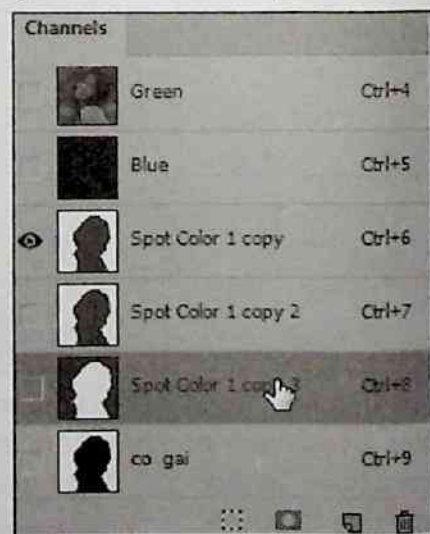 Channels
Green Ctrl+4
Blue Ctrl+5
Spot Color 1 copy Ctrl+6
Spot Color 1 copy 2 Ctrl+7
Spot Color 1 copy 3 Ctrl+8
co gai Ctrl+9